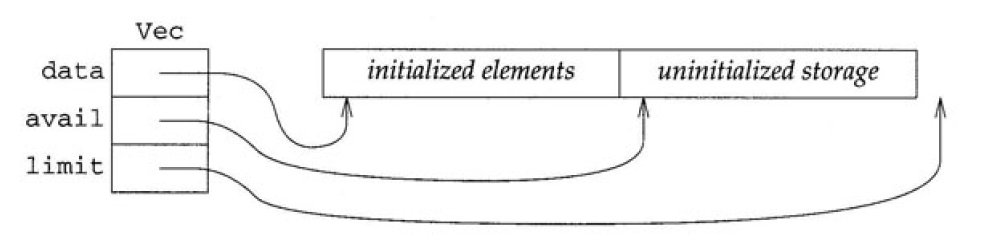 Vec
data initialized elements uninitialized storage
avail
limit